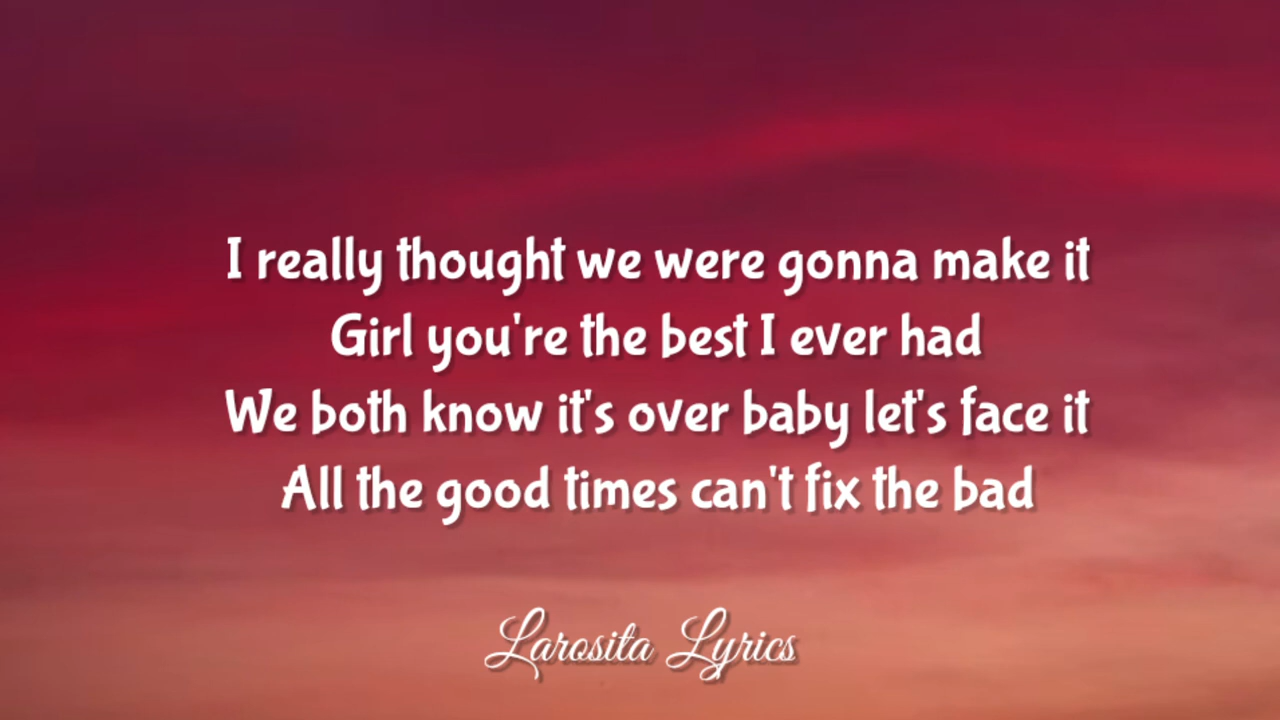 I really thought we were gonna make it
Girl you're the best I ever had
We both know it's over baby let's face it
All the good times can't fix the bad
Larosita Lyrics